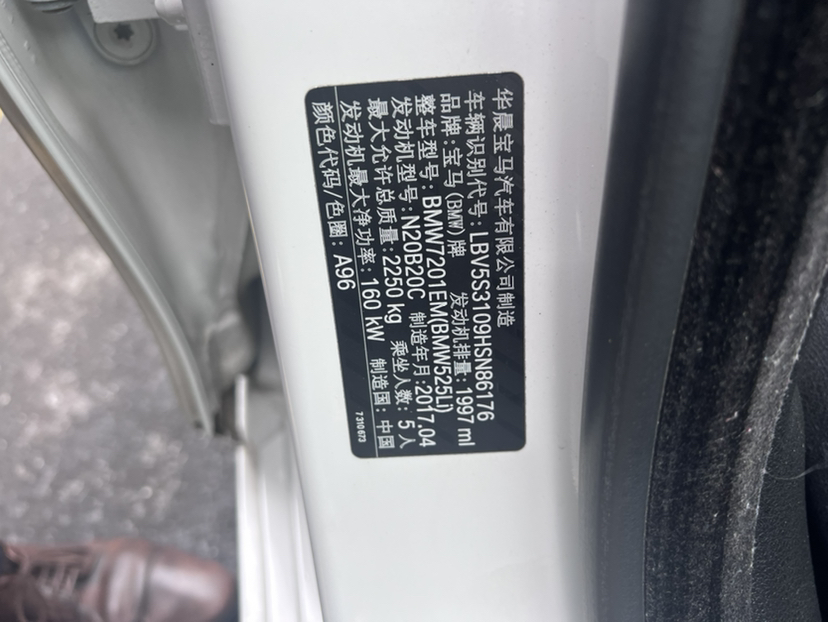 华晨宝马汽车有限公司制造
车辆识别代号: LBV5S3109HSN86176
品牌: 宝马(BMW)牌 发动机排量: 1997 ml
整车型号: BMW7201EM(BMW525Li)
发动机型号: N20B20C 制造年月: 2017.04
最大允许总质量: 2250 kg 乘坐人数: 5 人
发动机最大净功率: 160 kW 制造国: 中国
颜色代码/色圈: A96
7310673